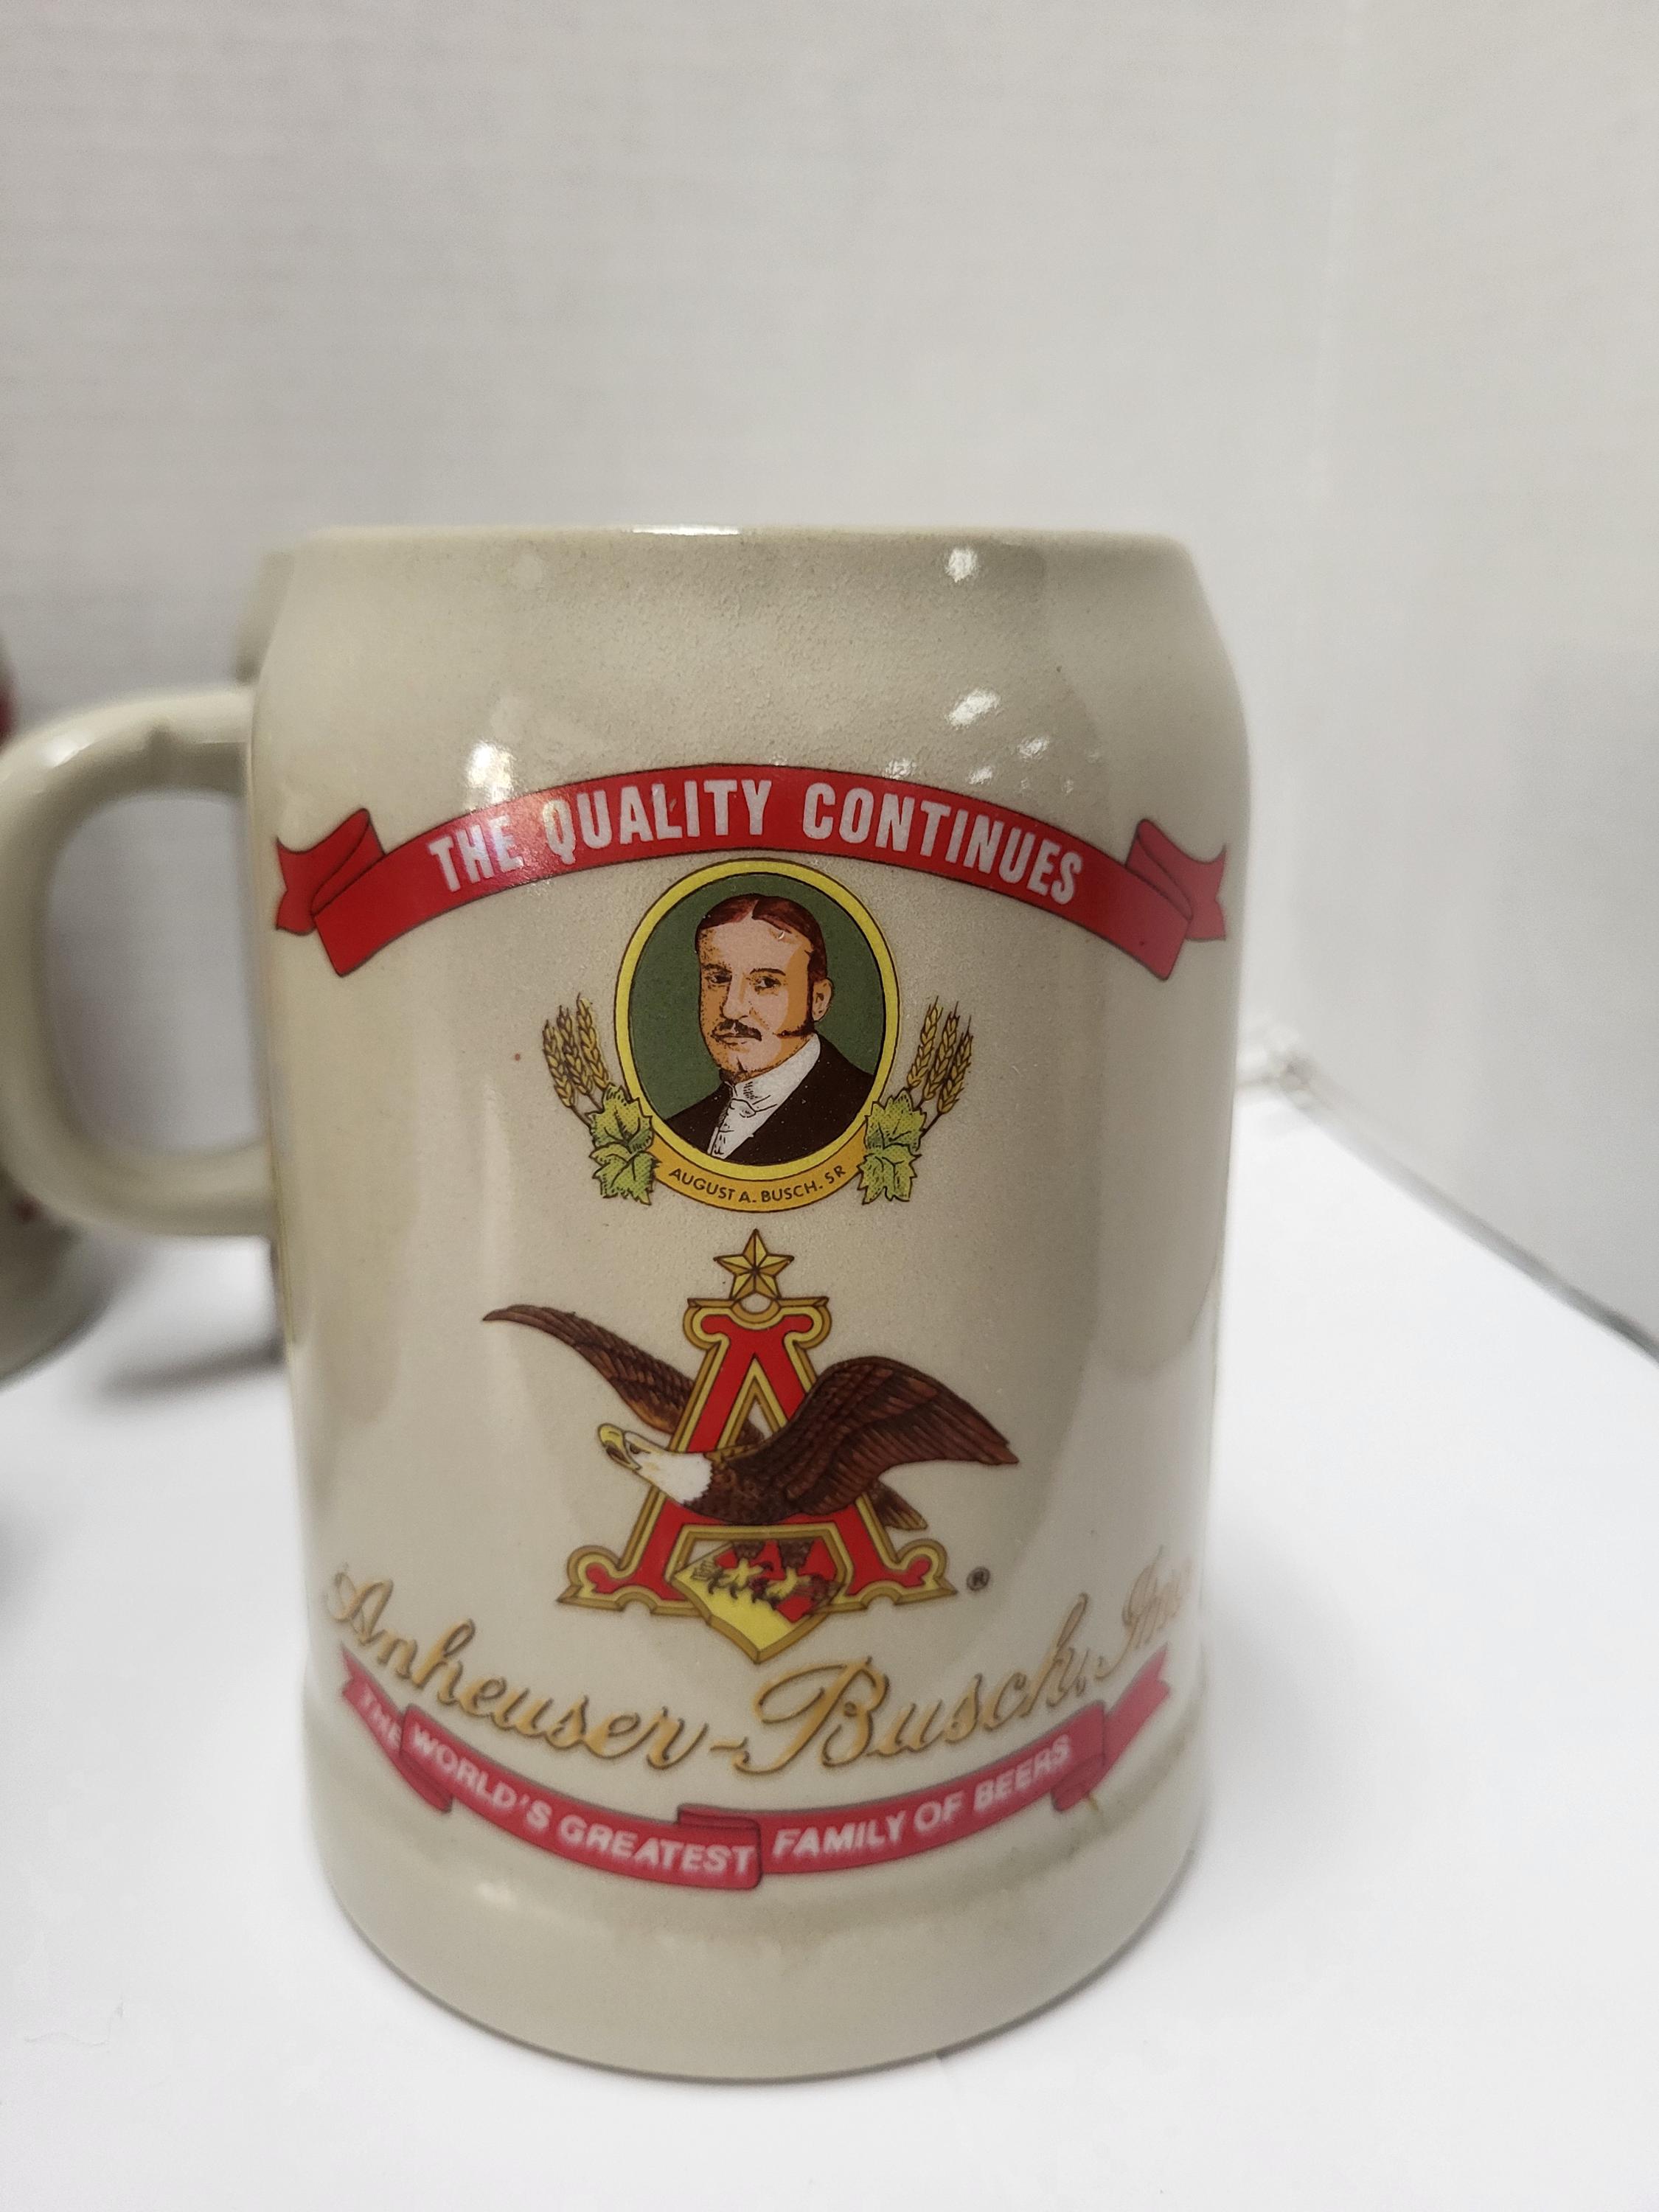 THE QUALITY CONTINUES
AUGUST A. BUSCH. SR
A
®
Anheuser-Busch, Inc.
THE WORLD'S GREATEST FAMILY OF BEERS